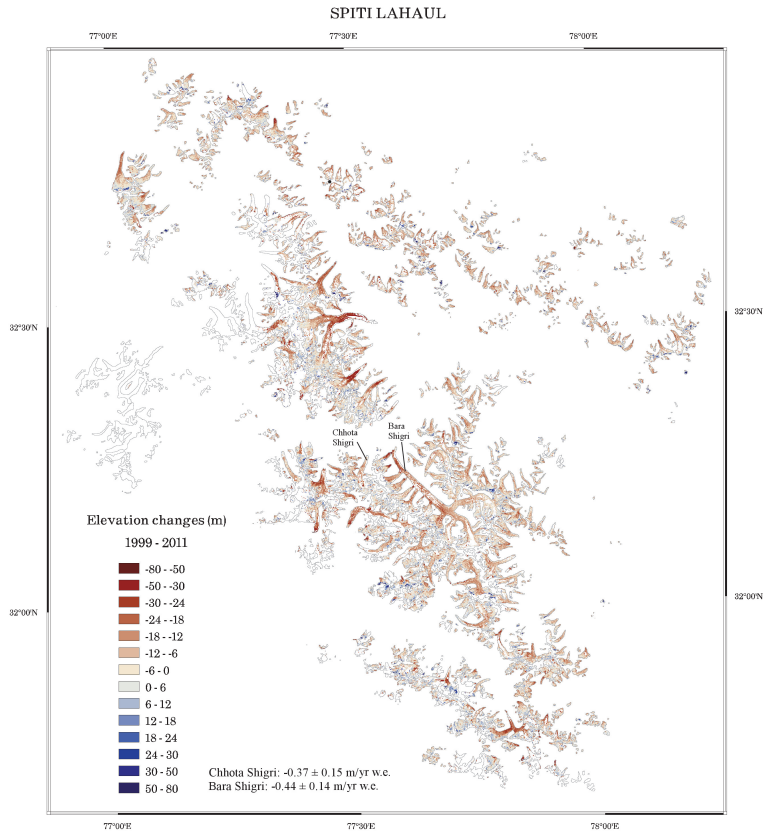 SPITI LAHAUL
77°00'E 77°30'E 78°00'E
32°30'N 32°30'N
Chhota
Shigri
Bara
Shigri
Elevation changes (m)
1999 - 2011
-80 - -50
-50 - -30
-30 - -24
-24 - -18
-18 - -12
-12 - -6
-6 - 0
0 - 6
6 - 12
12 - 18
18 - 24
24 - 30
30 - 50
50 - 80
32°00'N 32°00'N
Chhota Shigri: -0.37 ± 0.15 m/yr w.e.
Bara Shigri: -0.44 ± 0.14 m/yr w.e.
77°00'E 77°30'E 78°00'E